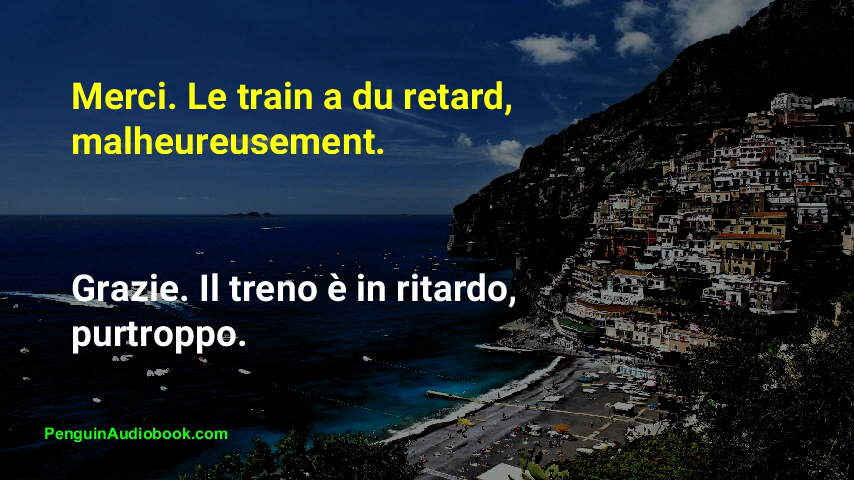 Merci. Le train a du retard,
malheureusement.
Grazie. Il treno è in ritardo,
purtroppo.
PenguinAudiobook.com